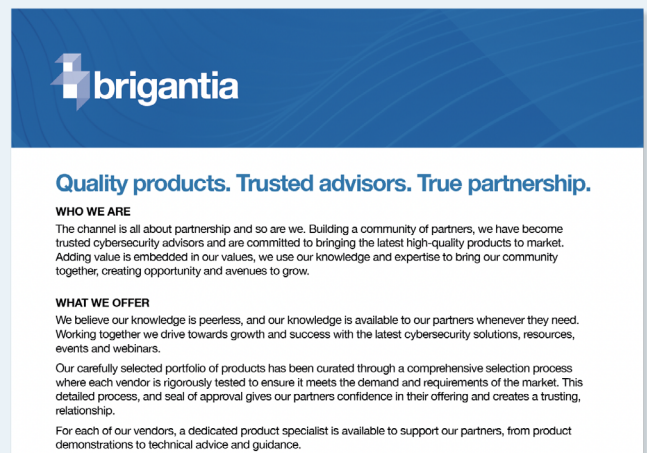 brigantia
Quality products. Trusted advisors. True partnership.
WHO WE ARE
The channel is all about partnership and so are we. Building a community of partners, we have become
trusted cybersecurity advisors and are committed to bringing the latest high-quality products to market.
Adding value is embedded in our values, we use our knowledge and expertise to bring our community
together, creating opportunity and avenues to grow.
WHAT WE OFFER
We believe our knowledge is peerless, and our knowledge is available to our partners whenever they need.
Working together we drive towards growth and success with the latest cybersecurity solutions, resources,
events and webinars.
Our carefully selected portfolio of products has been curated through a comprehensive selection process
where each vendor is rigorously tested to ensure it meets the demand and requirements of the market. This
detailed process, and seal of approval gives our partners confidence in their offering and creates a trusting,
relationship.
For each of our vendors, a dedicated product specialist is available to support our partners, from product
demonstrations to technical advice and guidance.